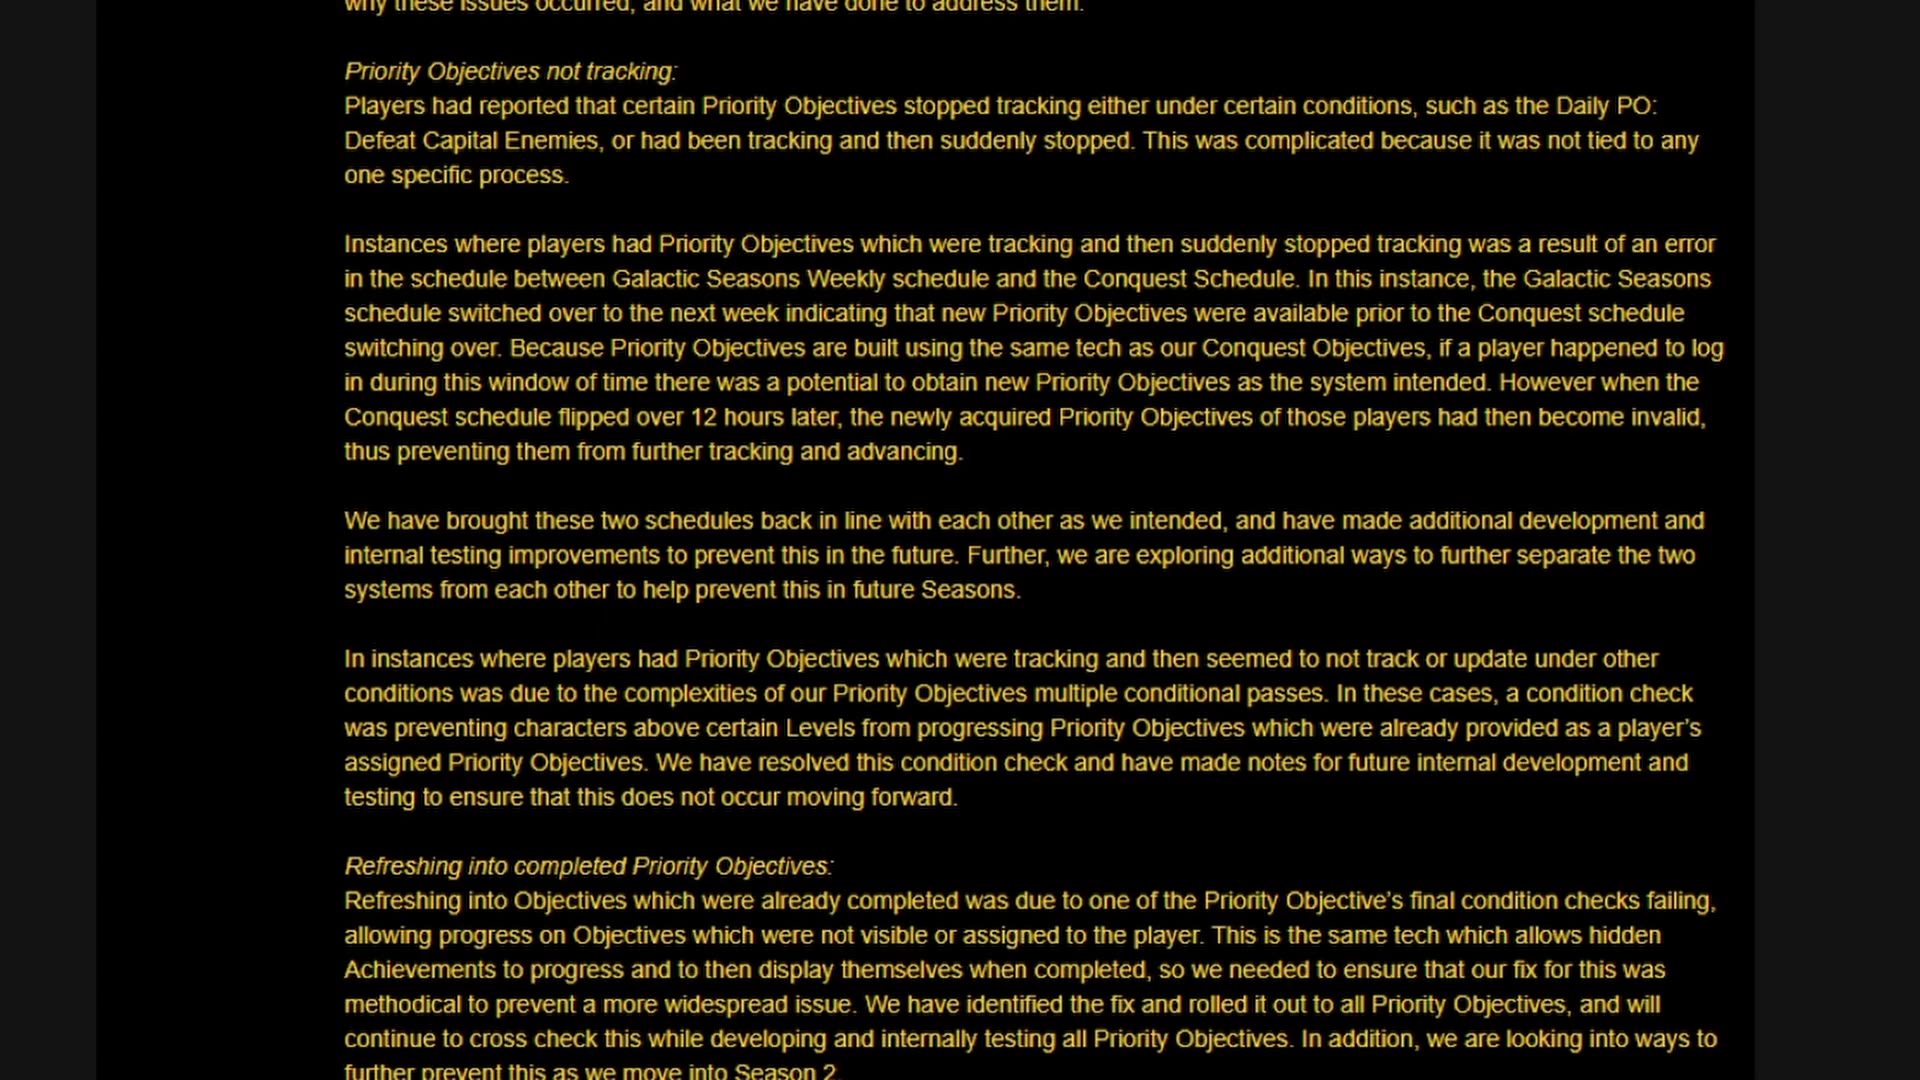 why these issues occurred, and what we have done to address them.
Priority Objectives not tracking:
Players had reported that certain Priority Objectives stopped tracking either under certain conditions, such as the Daily PO:
Defeat Capital Enemies, or had been tracking and then suddenly stopped. This was complicated because it was not tied to any
one specific process.
Instances where players had Priority Objectives which were tracking and then suddenly stopped tracking was a result of an error
in the schedule between Galactic Seasons Weekly schedule and the Conquest Schedule. In this instance, the Galactic Seasons
schedule switched over to the next week indicating that new Priority Objectives were available prior to the Conquest schedule
switching over. Because Priority Objectives are built using the same tech as our Conquest Objectives, if a player happened to log
in during this window of time there was a potential to obtain new Priority Objectives as the system intended. However when the
Conquest schedule flipped over 12 hours later, the newly acquired Priority Objectives of those players had then become invalid,
thus preventing them from further tracking and advancing.
We have brought these two schedules back in line with each other as we intended, and have made additional development and
internal testing improvements to prevent this in the future. Further, we are exploring additional ways to further separate the two
systems from each other to help prevent this in future Seasons.
In instances where players had Priority Objectives which were tracking and then seemed to not track or update under other
conditions was due to the complexities of our Priority Objectives multiple conditional passes. In these cases, a condition check
was preventing characters above certain Levels from progressing Priority Objectives which were already provided as a player’s
assigned Priority Objectives. We have resolved this condition check and have made notes for future internal development and
testing to ensure that this does not occur moving forward.
Refreshing into completed Priority Objectives:
Refreshing into Objectives which were already completed was due to one of the Priority Objective’s final condition checks failing,
allowing progress on Objectives which were not visible or assigned to the player. This is the same tech which allows hidden
Achievements to progress and to then display themselves when completed, so we needed to ensure that our fix for this was
methodical to prevent a more widespread issue. We have identified the fix and rolled it out to all Priority Objectives, and will
continue to cross check this while developing and internally testing all Priority Objectives. In addition, we are looking into ways to
further prevent this as we move into Season 2.